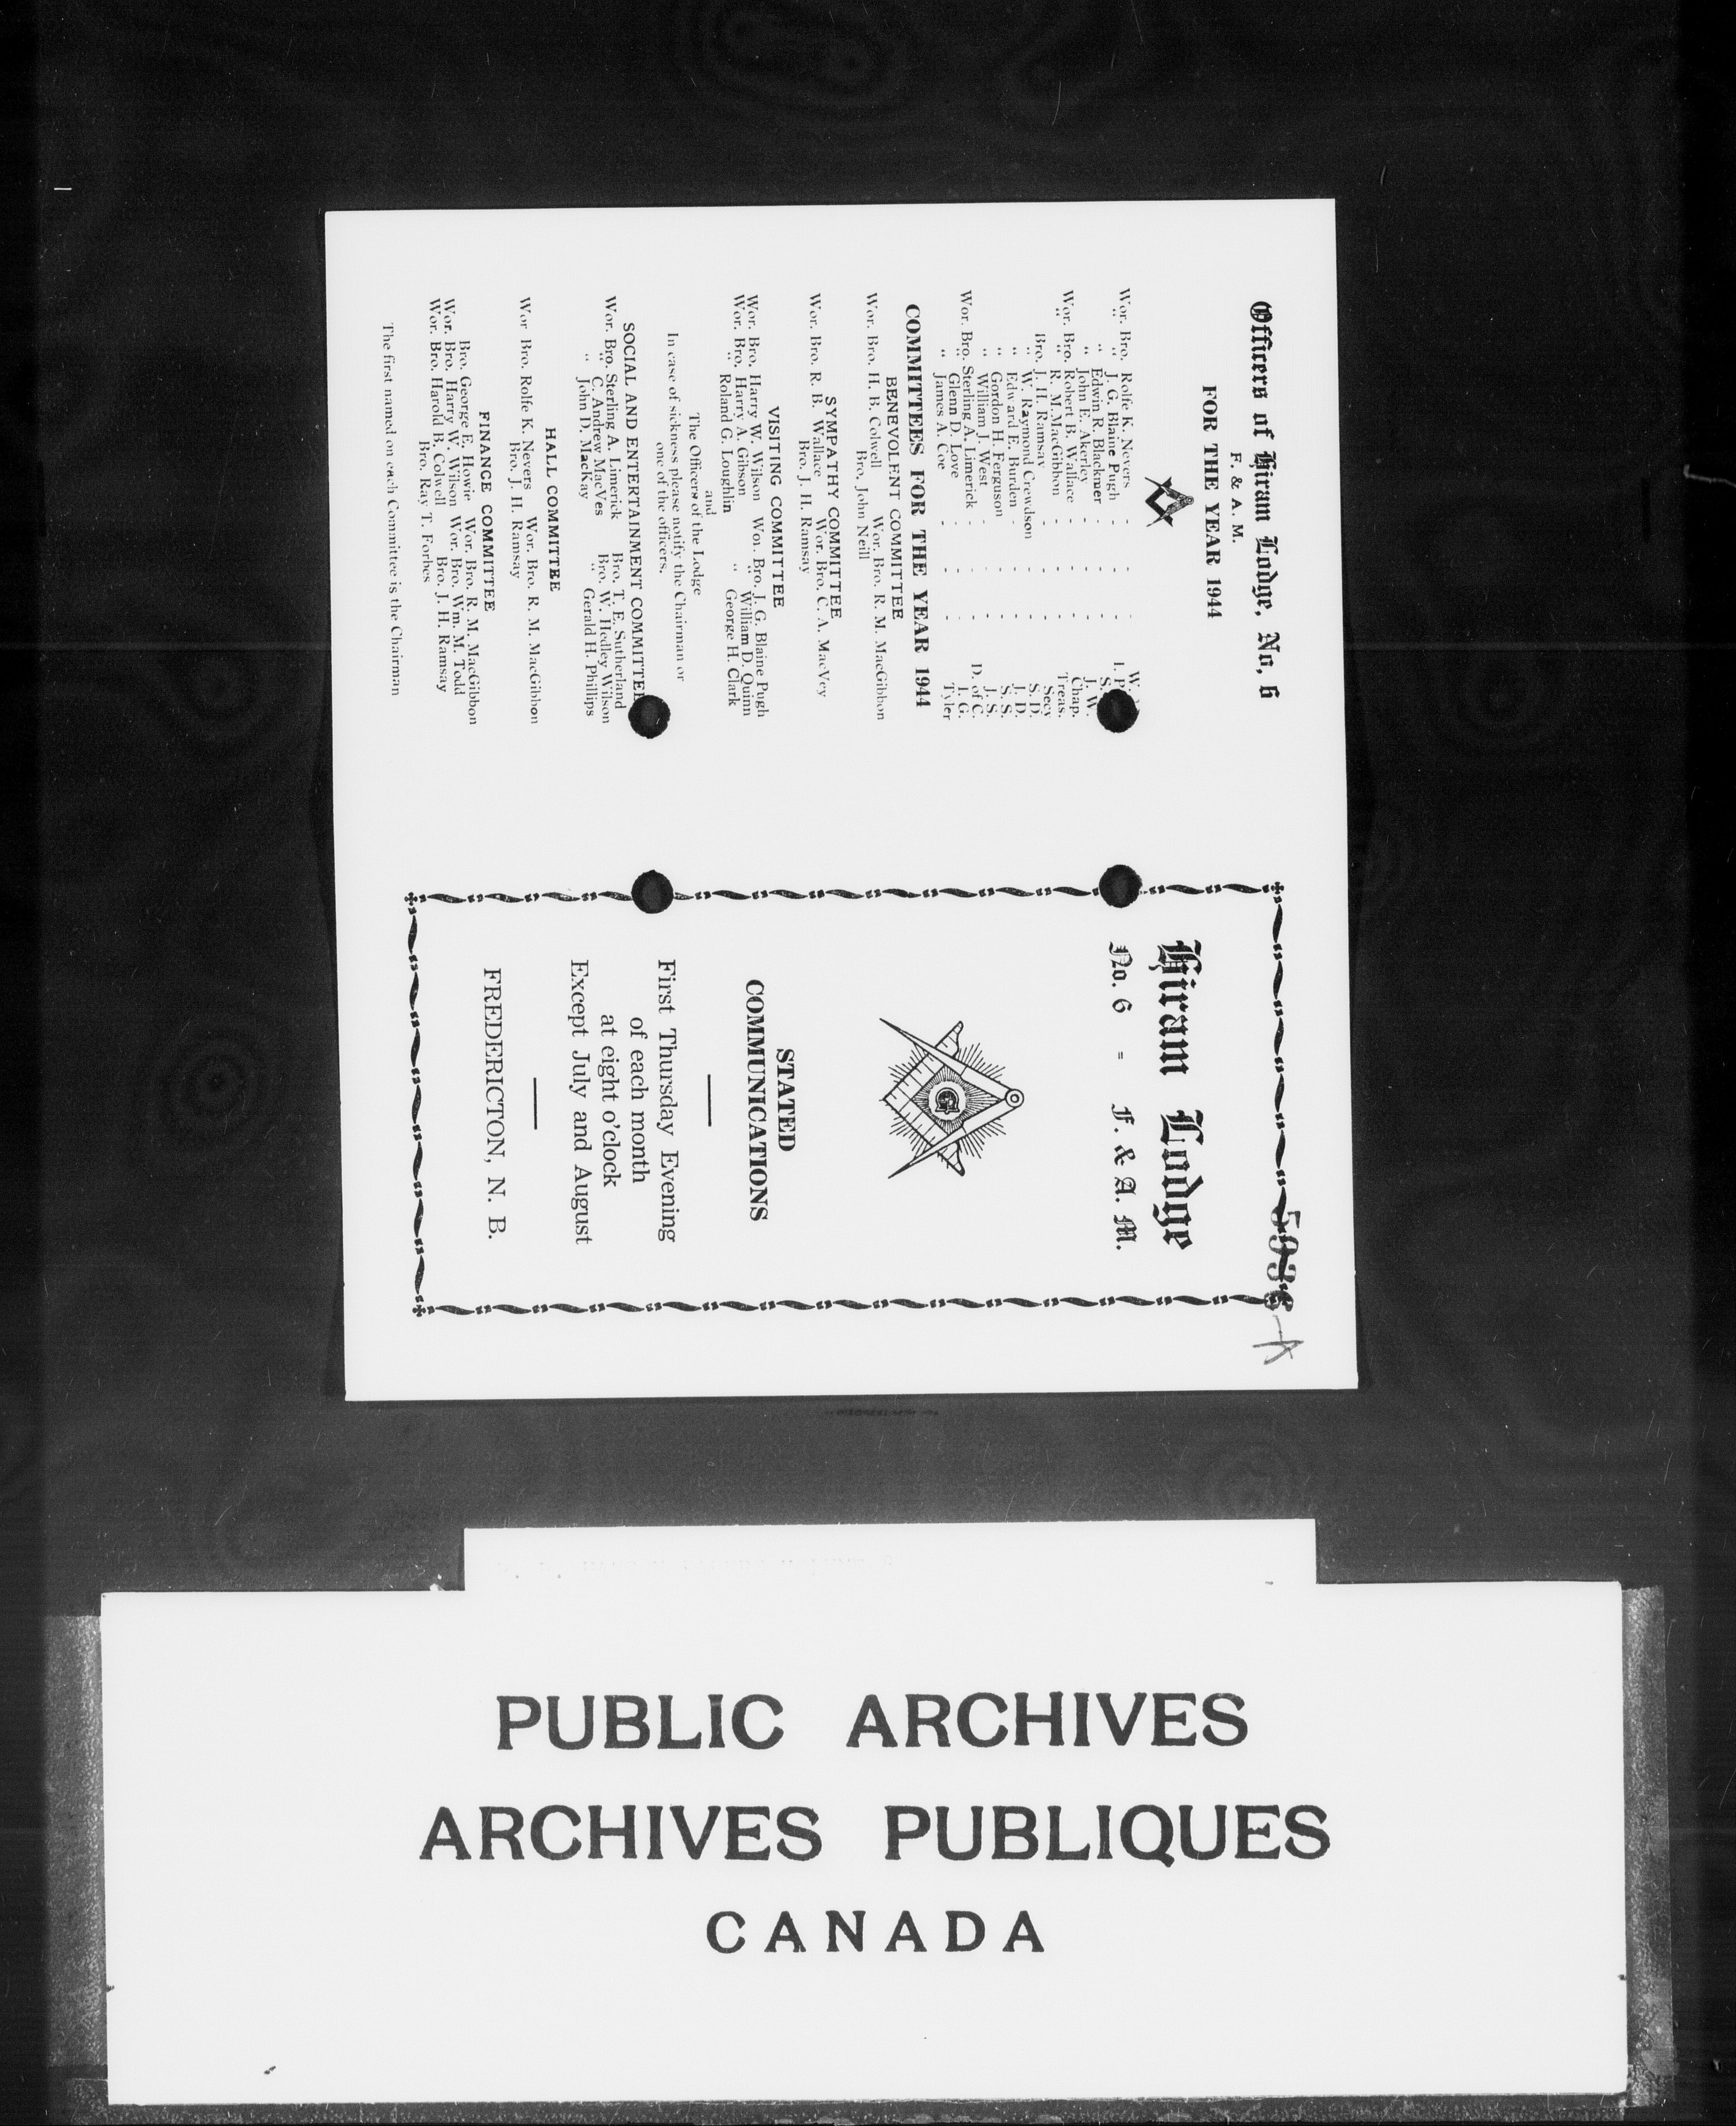 Officers of Hiram Lodge, No. 6
F. & A. M.
FOR THE YEAR 1944
Wor. Bro. Rolfe K. Nevers - - - W.
" " J. G. Blaine Pugh - - - I. P.
" Edwin R. Blackmer - - - S.
" John E. Akerley - - - J. W.
Wor. Bro. Robert B. Wallace - - - Chap.
" " R. M. MacGibbon - - - Treas.
Bro. J. H. Ramsay - - - Secy
" W. Raymond Crewdson - - S. D.
" Edward E. Burden - - - J. D.
" Gordon H. Ferguson - - - S. S.
" William J. West - - - J. S.
Wor. Bro. Sterling A. Limerick - - - D. of C.
" Glenn D. Love - - - I. G.
" James A. Coe - - - Tyler
COMMITTEES FOR THE YEAR 1944
BENEVOLENT COMMITTEE
Wor. Bro. H. B. Colwell Wor. Bro. R. M. MacGibbon
Bro. John Neill
SYMPATHY COMMITTEE
Wor. Bro. R. B. Wallace Wor. Bro. C. A. MacVey
Bro. J. H. Ramsay
VISITING COMMITTEE
Wor. Bro. Harry W. Wilson Wor. Bro. J. G. Blaine Pugh
Wor. Bro. Harry A. Gibson " William D. Quinn
" Roland G. Loughlin " George H. Clark
and
The Officers of the Lodge
In case of sickness please notify the Chairman or
one of the officers.
SOCIAL AND ENTERTAINMENT COMMITTEE
Wor. Bro. Sterling A. Limerick Bro. T. E. Sutherland
" C. Andrew MacVes Bro. W. Hedley Wilson
" John D. MacKay " Gerald H. Phillips
HALL COMMITTEE
Wor Bro. Rolfe K. Nevers Wor. Bro. R. M. MacGibbon
Bro. J. H. Ramsay
FINANCE COMMITTEE
Bro. George E. Howie Wor. Bro. R. M. MacGibbon
Wor. Bro. Harry W. Wilson Wor. Bro. Wm. M. Todd
Wor. Bro. Harold B. Colwell Bro. J. H. Ramsay
Bro. Ray T. Forbes
The first named on each Committee is the Chairman
5936
Hiram Lodge
No. 6 = F. & A. M.
G
STATED
COMMUNICATIONS
First Thursday Evening
of each month
at eight o'clock
Except July and August
FREDERICTON, N. B.
PUBLIC ARCHIVES
ARCHIVES PUBLIQUES
CANADA